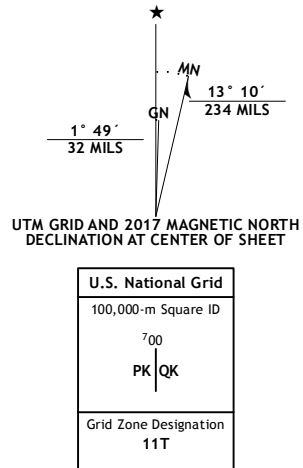 ★
MN
GN
13° 10´
234 MILS
1° 49´
32 MILS
UTM GRID AND 2017 MAGNETIC NORTH
DECLINATION AT CENTER OF SHEET
U.S. National Grid
100,000-m Square ID
⁷00
PK QK
Grid Zone Designation
11T